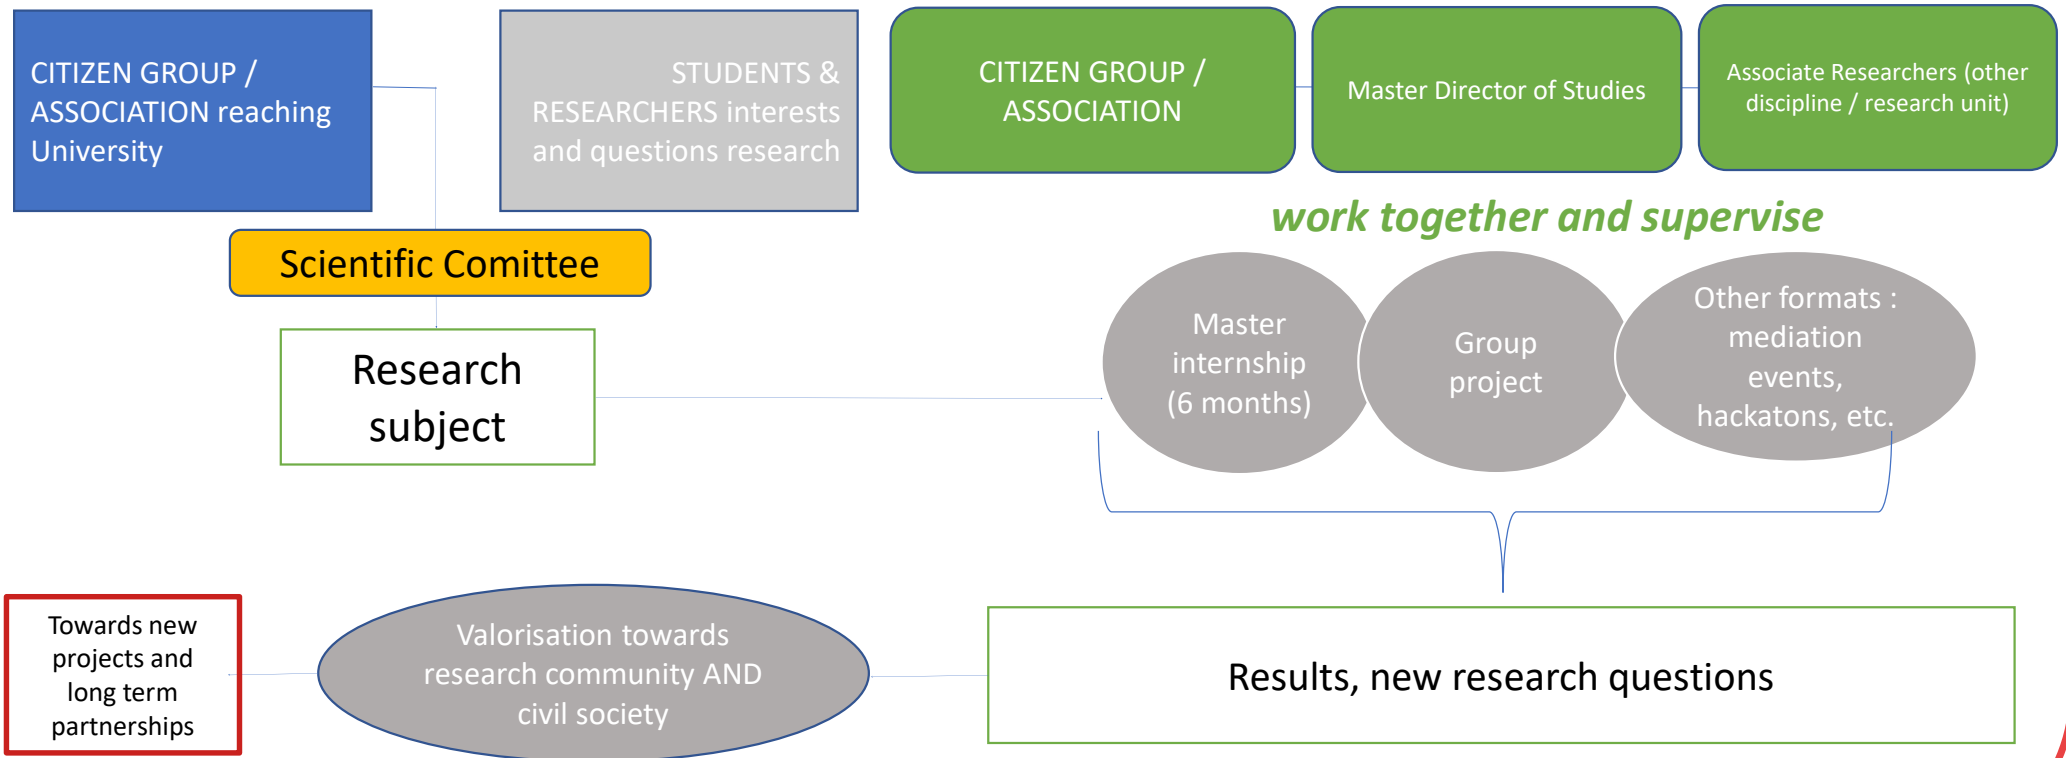 CITIZEN GROUP /
ASSOCIATION reaching
University
STUDENTS &
RESEARCHERS interests
and questions research
CITIZEN GROUP /
ASSOCIATION
Master Director of Studies
Associate Researchers (other
discipline / research unit)
work together and supervise
Scientific Comittee
Research
subject
Master
internship
(6 months)
Group
project
Other formats :
mediation
events,
hackatons, etc.
Towards new
projects and
long term
partnerships
Valorisation towards
research community AND
civil society
Results, new research questions